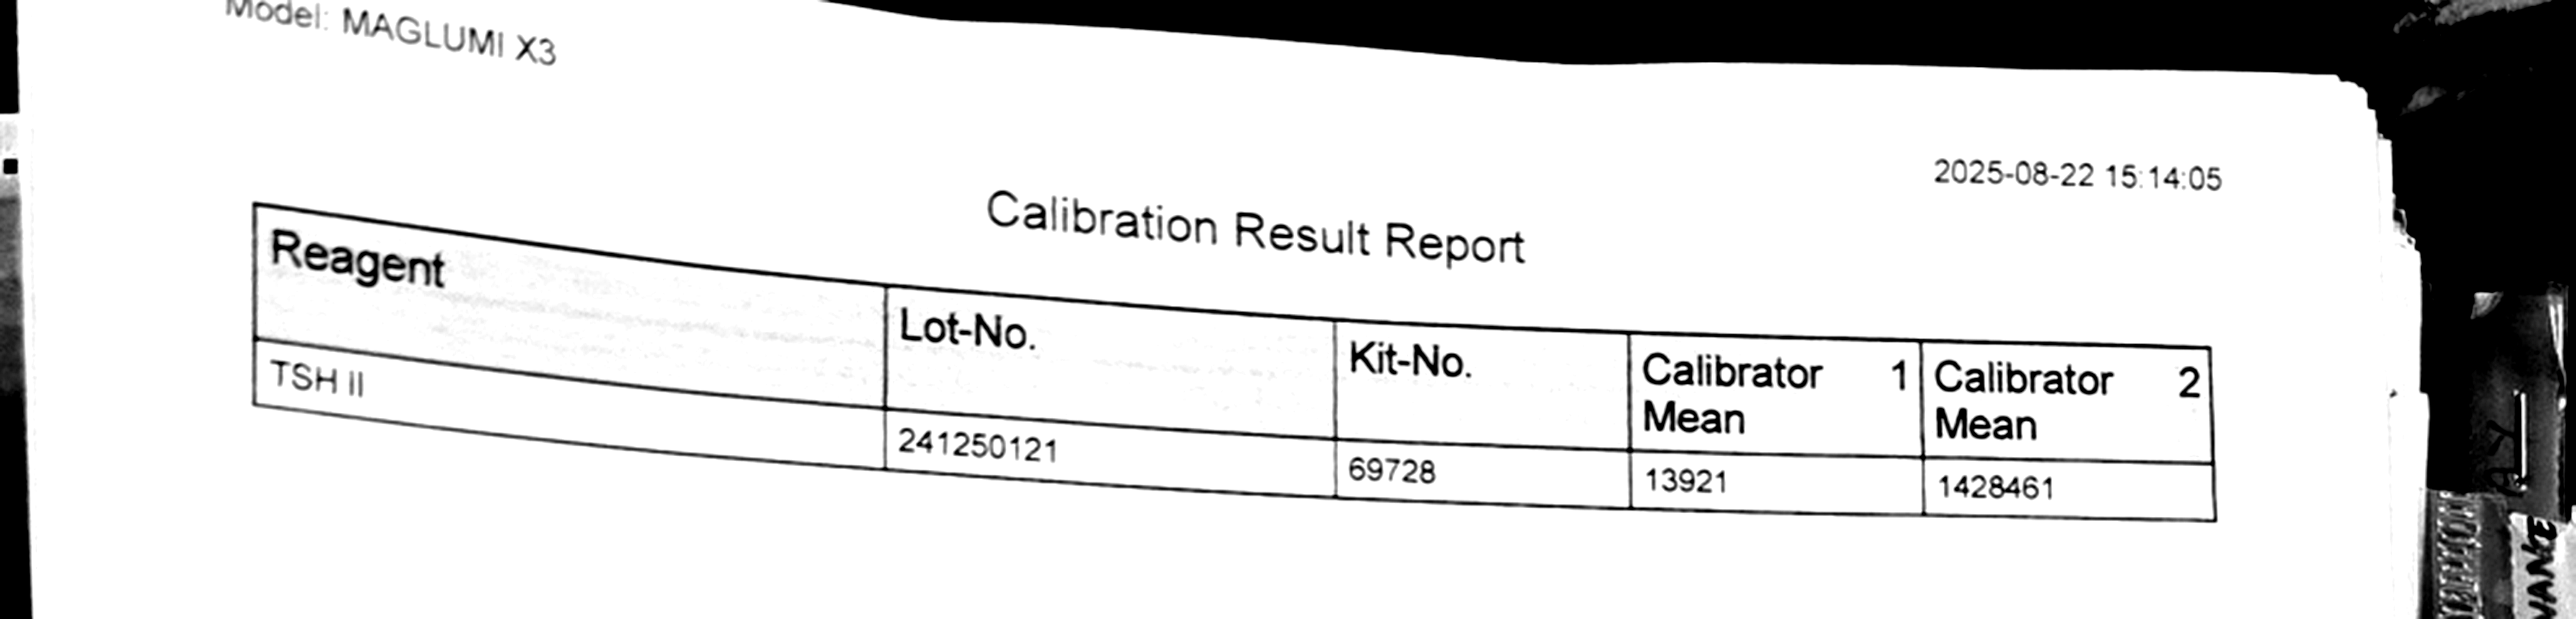 Model: MAGLUMI X3
2025-08-22 15:14:05
Calibration Result Report
Reagent Lot-No. Kit-No. Calibrator 1 Mean Calibrator 2 Mean
TSH II 241250121 69728 13921 1428461